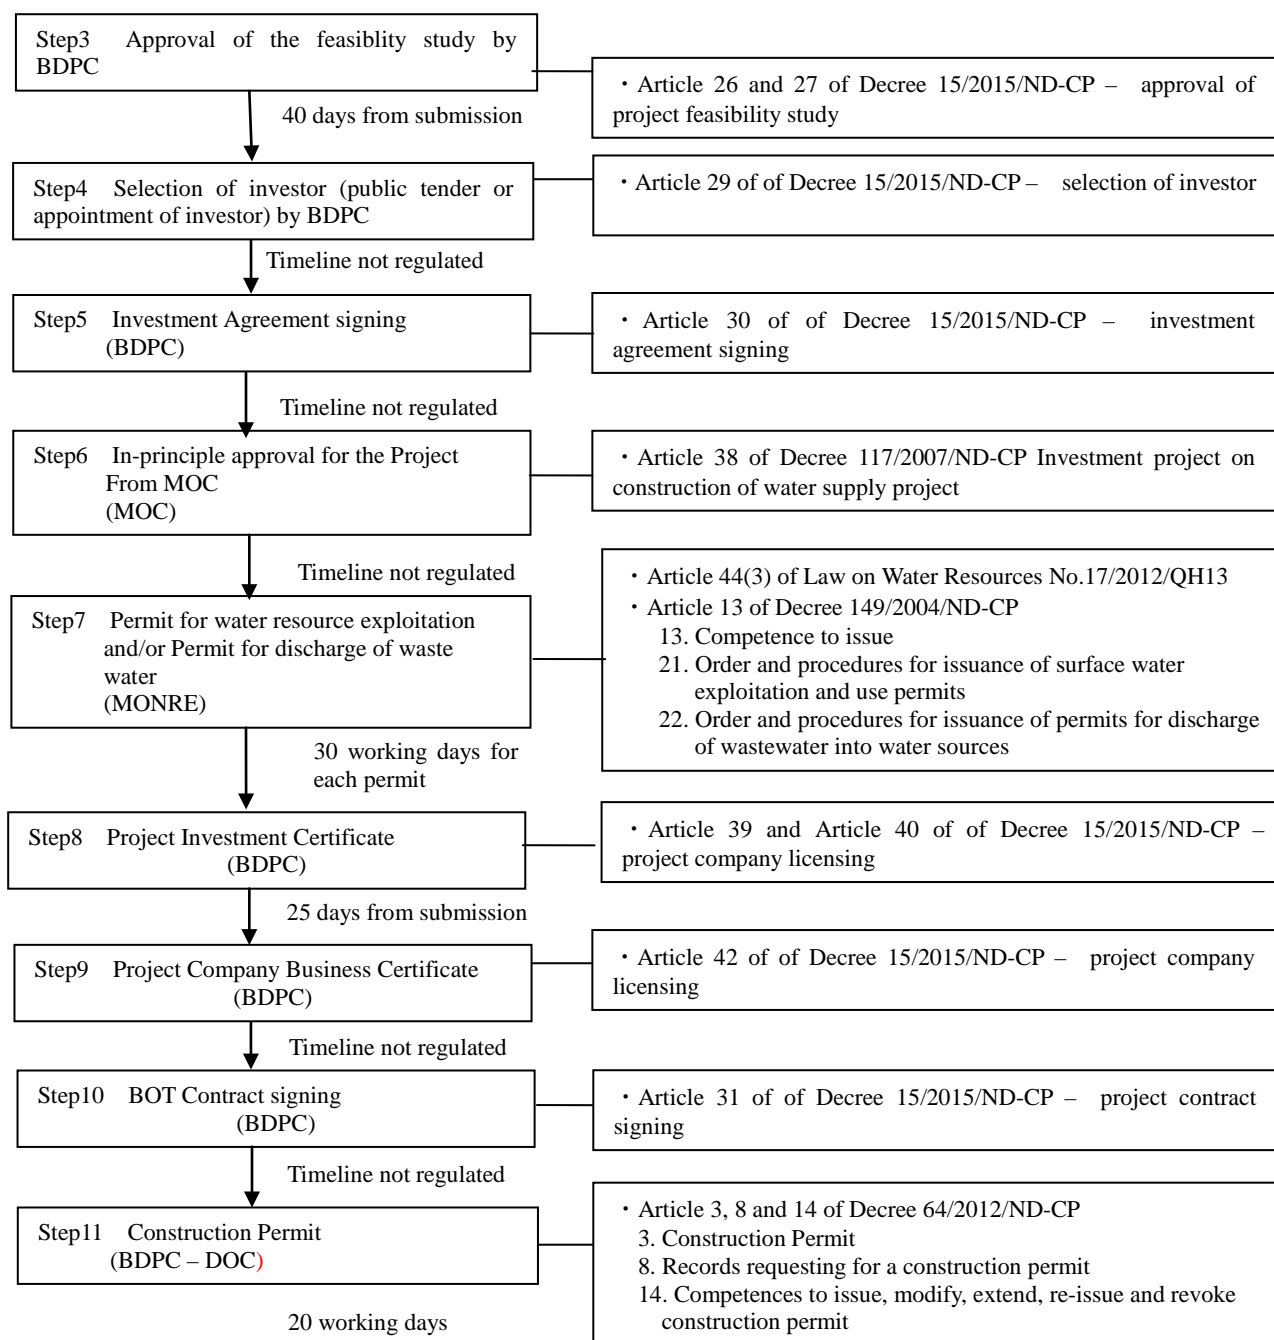 Step3 Approval of the feasiblity study by
BDPC
・Article 26 and 27 of Decree 15/2015/ND-CP – approval of
project feasibility study
40 days from submission
Step4 Selection of investor (public tender or
appointment of investor) by BDPC
・Article 29 of of Decree 15/2015/ND-CP – selection of investor
Timeline not regulated
Step5 Investment Agreement signing
(BDPC)
・Article 30 of of Decree 15/2015/ND-CP – investment
agreement signing
Timeline not regulated
Step6 In-principle approval for the Project
From MOC
(MOC)
・Article 38 of Decree 117/2007/ND-CP Investment project on
construction of water supply project
Timeline not regulated
Step7 Permit for water resource exploitation
and/or Permit for discharge of waste
water
(MONRE)
・Article 44(3) of Law on Water Resources No.17/2012/QH13
・Article 13 of Decree 149/2004/ND-CP
13. Competence to issue
21. Order and procedures for issuance of surface water
exploitation and use permits
22. Order and procedures for issuance of permits for discharge
of wastewater into water sources
30 working days for
each permit
Step8 Project Investment Certificate
(BDPC)
・Article 39 and Article 40 of of Decree 15/2015/ND-CP –
project company licensing
25 days from submission
Step9 Project Company Business Certificate
(BDPC)
・Article 42 of of Decree 15/2015/ND-CP – project company
licensing
Timeline not regulated
Step10 BOT Contract signing
(BDPC)
・Article 31 of of Decree 15/2015/ND-CP – project contract
signing
Timeline not regulated
Step11 Construction Permit
(BDPC – DOC)
・Article 3, 8 and 14 of Decree 64/2012/ND-CP
3. Construction Permit
8. Records requesting for a construction permit
14. Competences to issue, modify, extend, re-issue and revoke
construction permit
20 working days